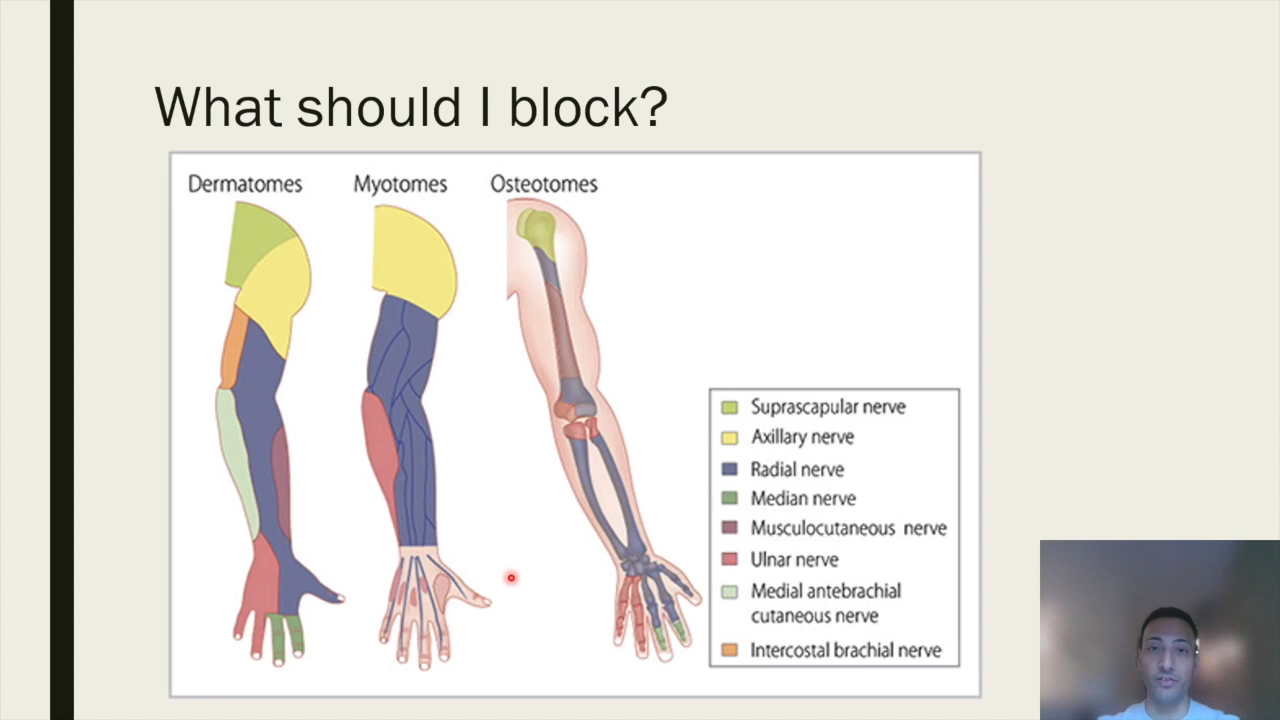 What should I block?
Dermatomes
Myotomes
Osteotomes
Suprascapular nerve
Axillary nerve
Radial nerve
Median nerve
Musculocutaneous nerve
Ulnar nerve
Medial antebrachial
cutaneous nerve
Intercostal brachial nerve